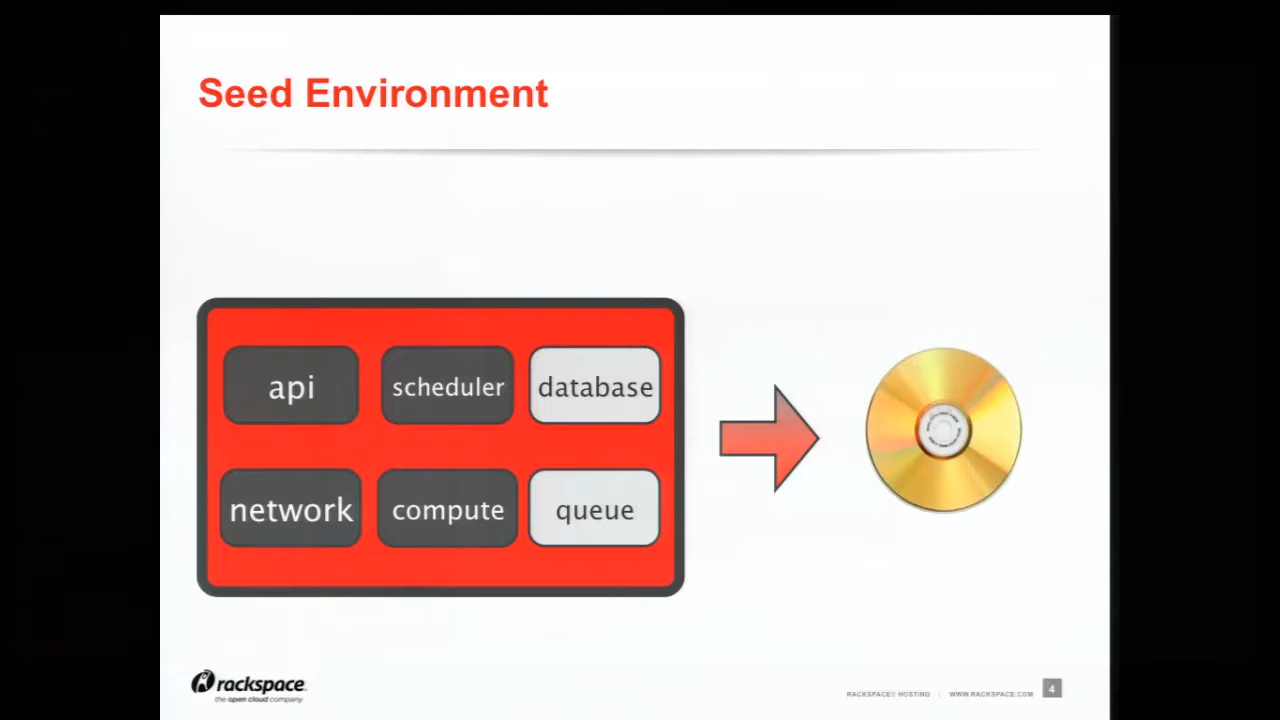 Seed Environment
api
scheduler
database
network
compute
queue
rackspace
the open cloud company
RACKSPACE® HOSTING | WWW.RACKSPACE.COM
4